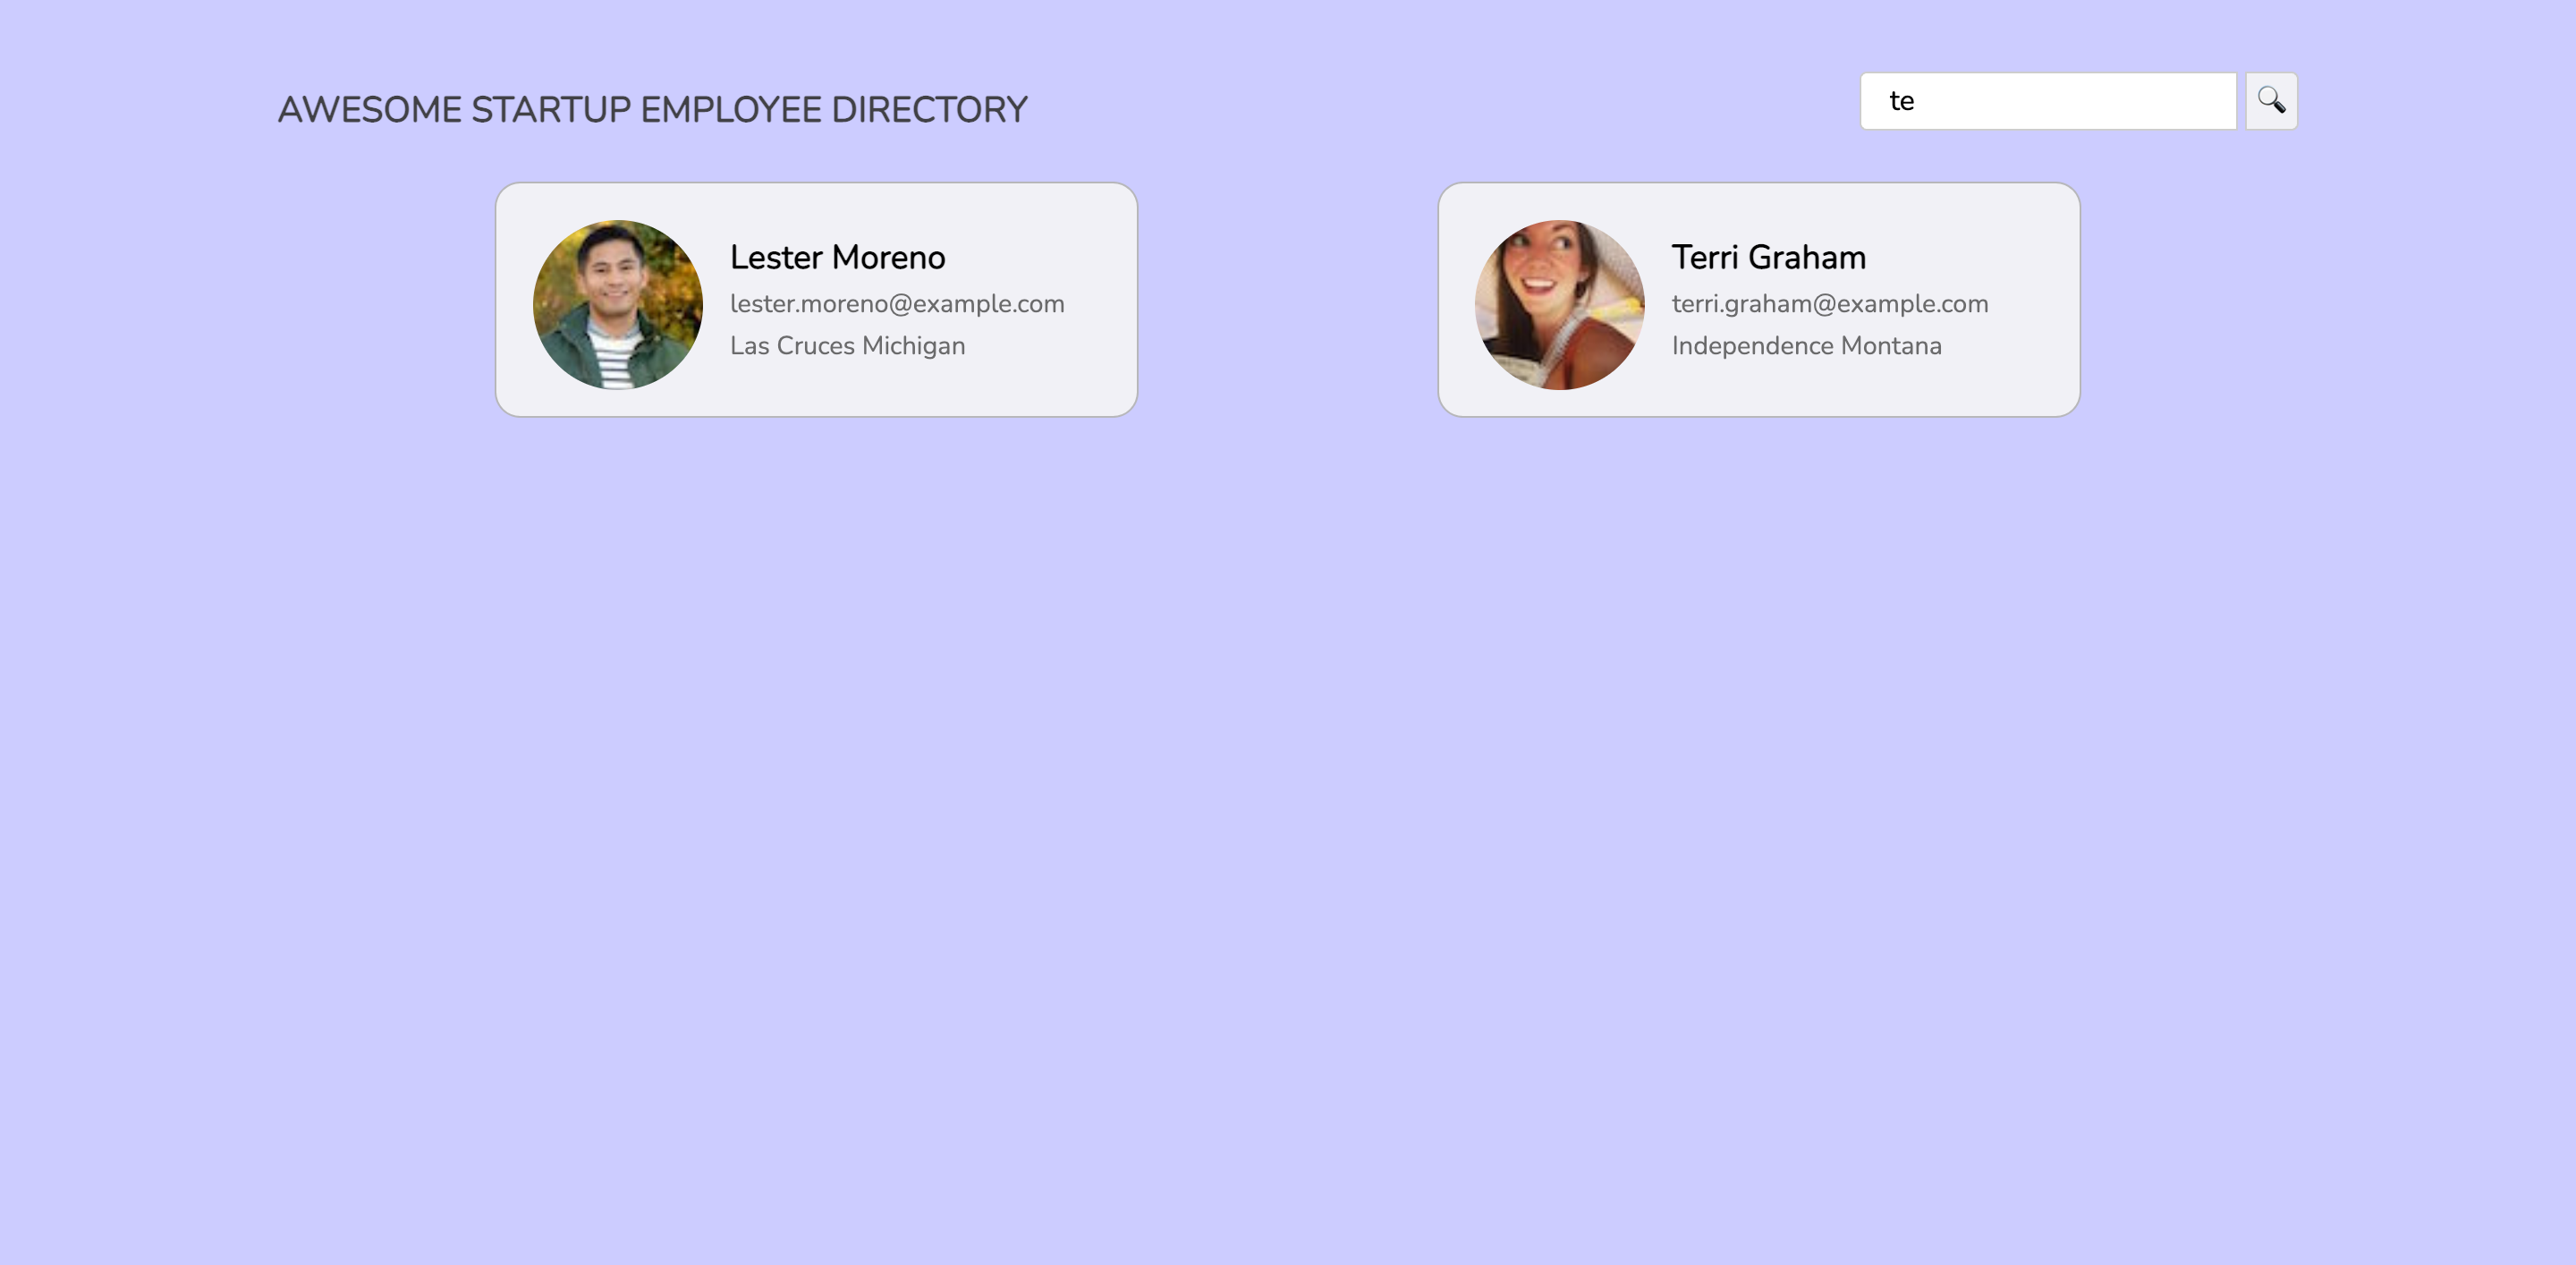 AWESOME STARTUP EMPLOYEE DIRECTORY
te
Lester Moreno
lester.moreno@example.com
Las Cruces Michigan
Terri Graham
terri.graham@example.com
Independence Montana